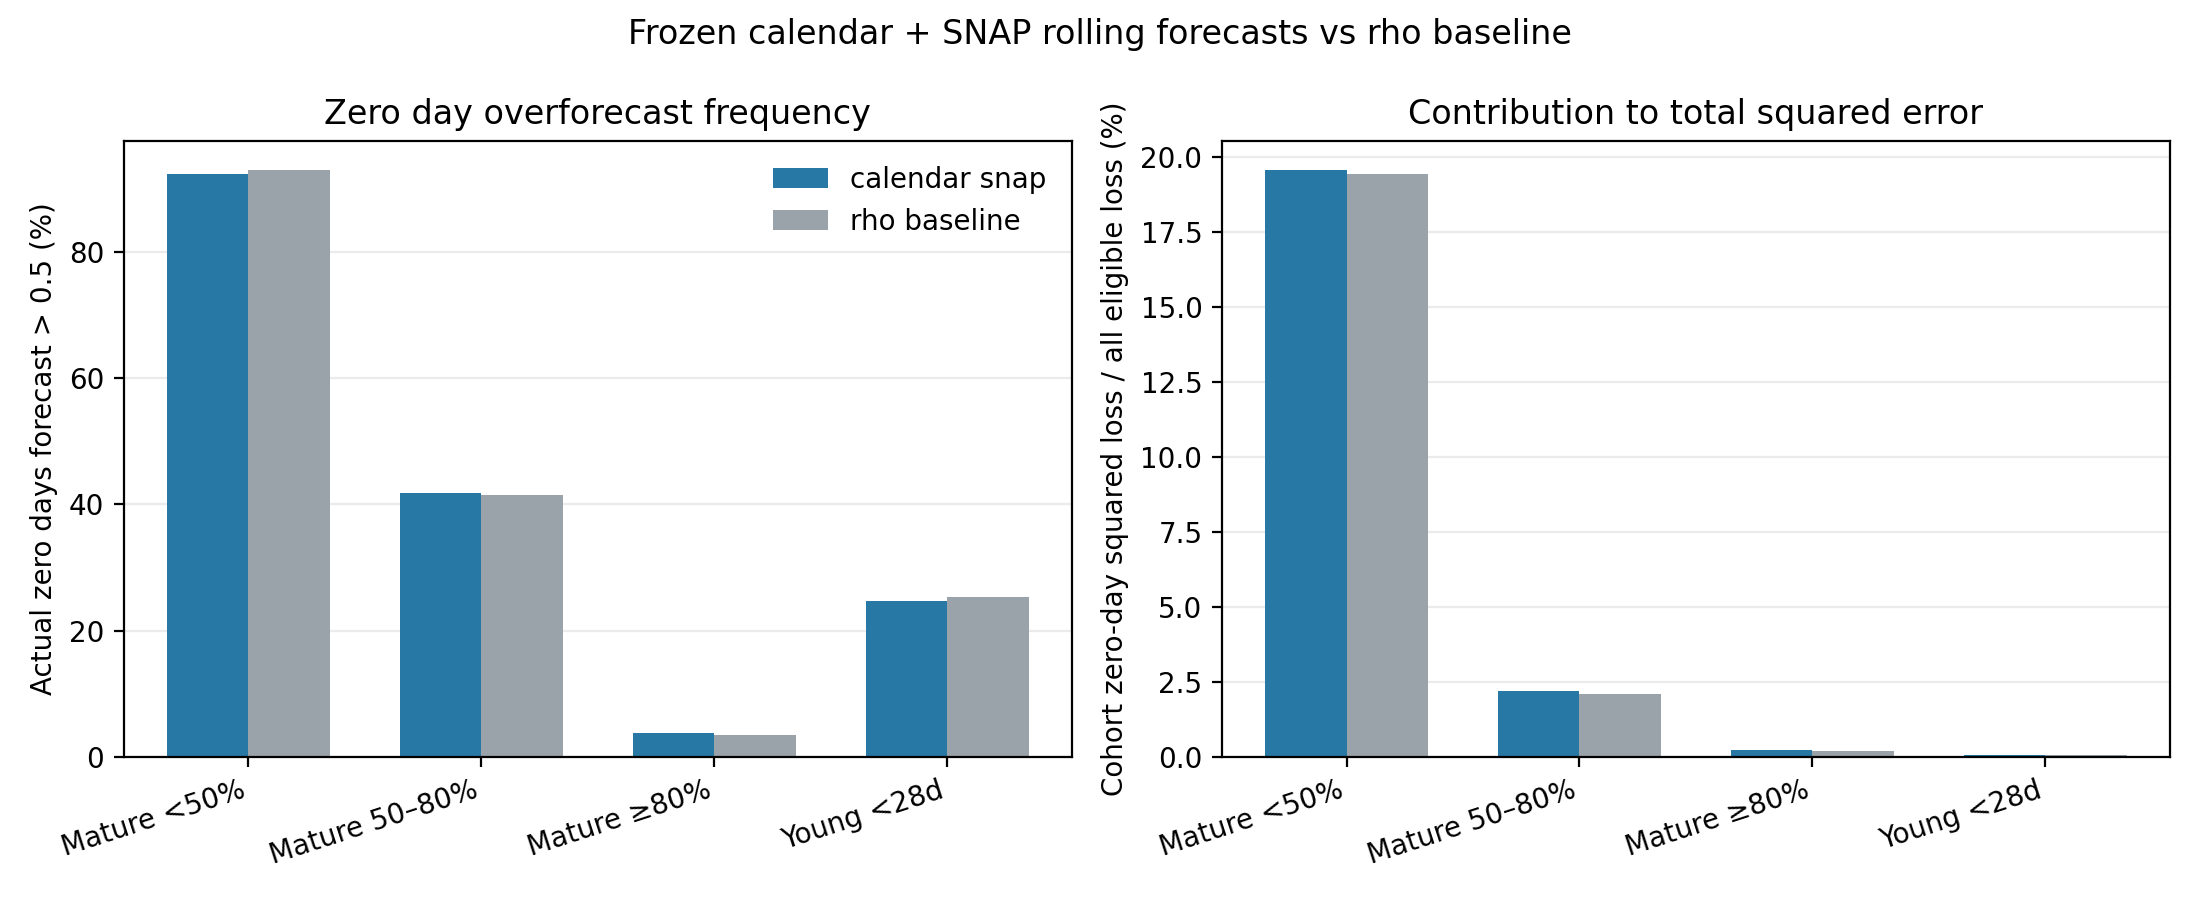 Frozen calendar + SNAP rolling forecasts vs rho baseline
Zero day overforecast frequency
Actual zero days forecast > 0.5 (%)
80
60
40
20
0
calendar snap
rho baseline
Mature <50%
Mature 50–80%
Mature ≥80%
Young <28d
Contribution to total squared error
Cohort zero-day squared loss / all eligible loss (%)
20.0
17.5
15.0
12.5
10.0
7.5
5.0
2.5
0.0
Mature <50%
Mature 50–80%
Mature ≥80%
Young <28d